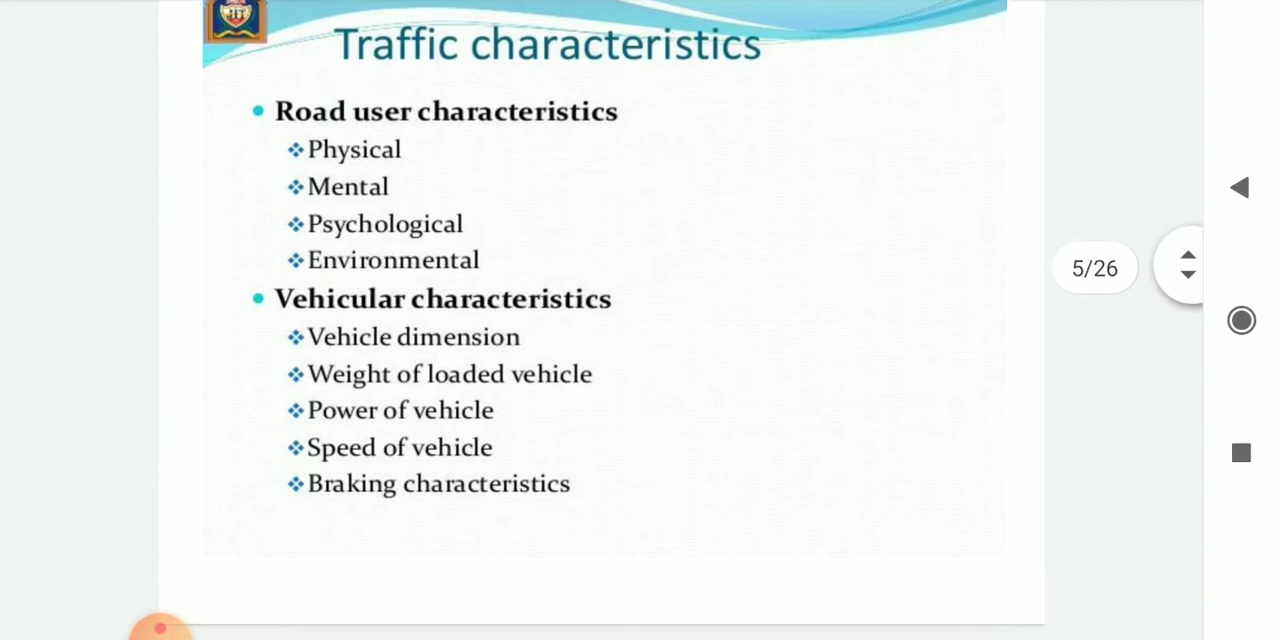 Traffic characteristics
Road user characteristics
Physical
Mental
Psychological
Environmental
Vehicular characteristics
Vehicle dimension
Weight of loaded vehicle
Power of vehicle
Speed of vehicle
Braking characteristics
5/26